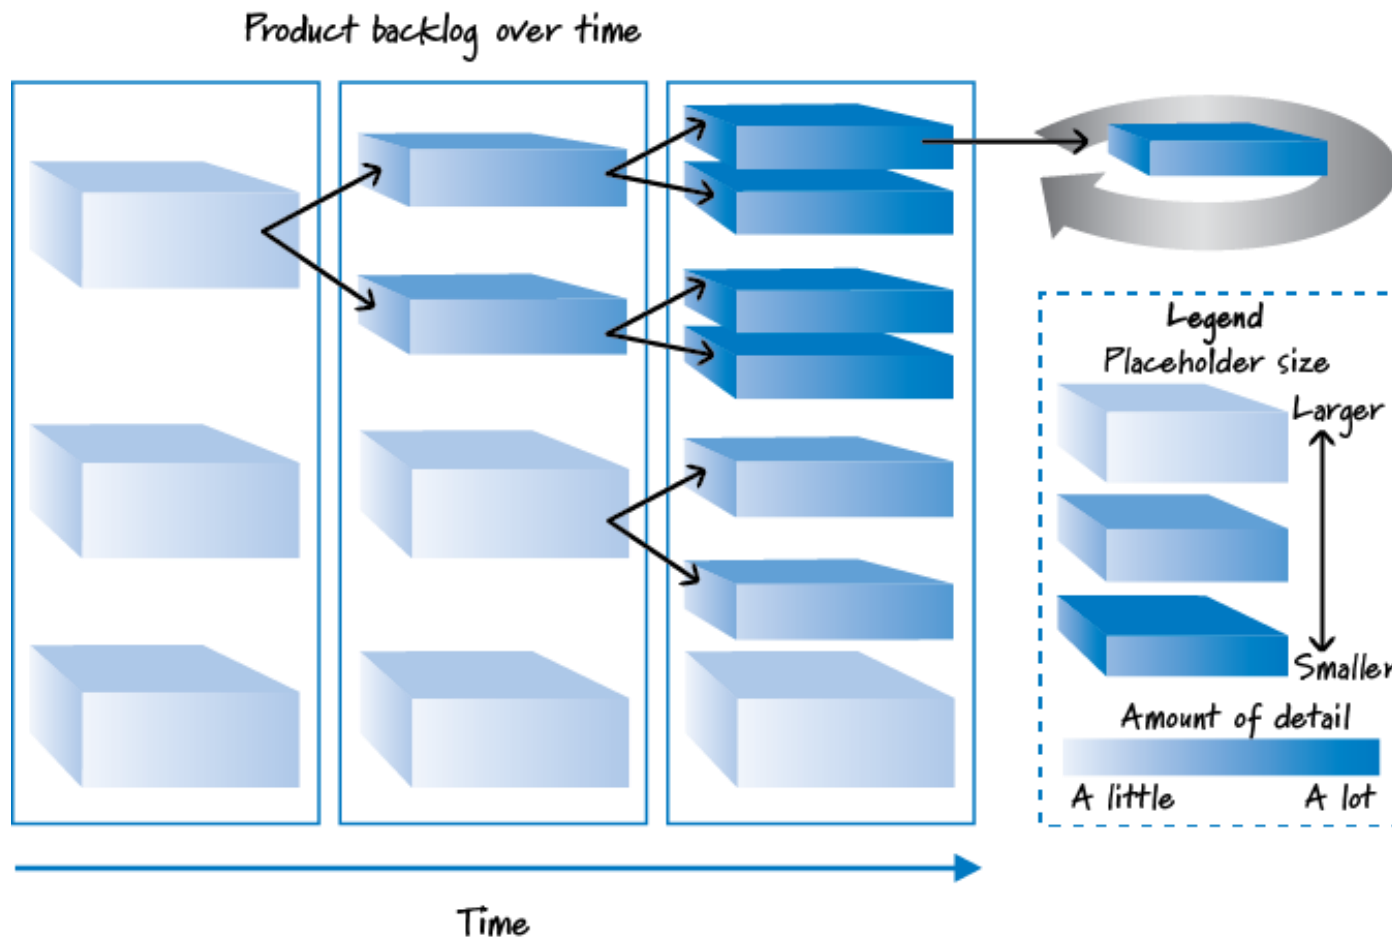 Product backlog over time
Legend
Placeholder size
Larger
Smaller
Amount of detail
A little
A lot
Time